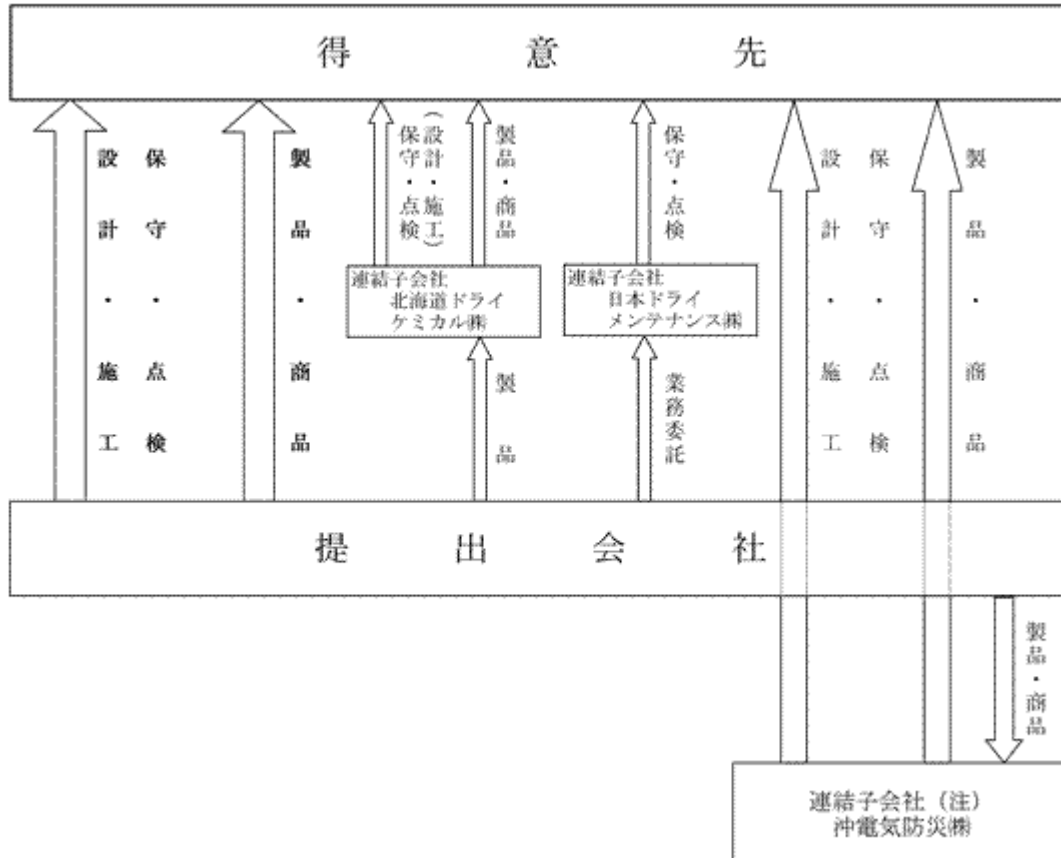 得意先
設計・施工
保守・点検
製品・商品
保守・点検
(設計・施工)
製品・商品
保守・点検
設計・施工
保守・点検
製品・商品
連結子会社
北海道ドライ
ケミカル㈱
連結子会社
日本ドライ
メンテナンス㈱
製品
業務委託
提出会社
製品・商品
連結子会社(注)
沖電気防災㈱